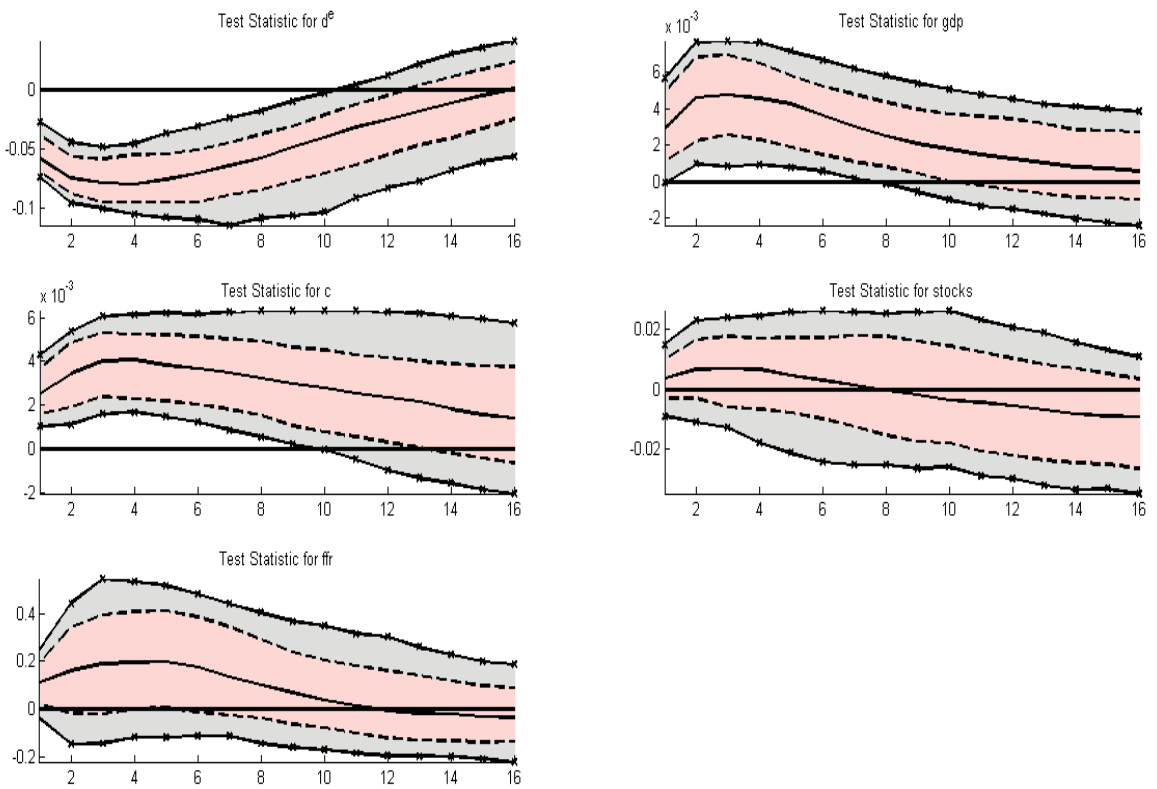 Test Statistic for dᵉ
0
-0.05
-0.1
2 4 6 8 10 12 14 16
Test Statistic for gdp
x 10⁻³
6
4
2
0
-2
2 4 6 8 10 12 14 16
Test Statistic for c
x 10⁻³
6
4
2
0
-2
2 4 6 8 10 12 14 16
Test Statistic for stocks
0.02
0
-0.02
2 4 6 8 10 12 14 16
Test Statistic for ffr
0.4
0.2
0
-0.2
2 4 6 8 10 12 14 16